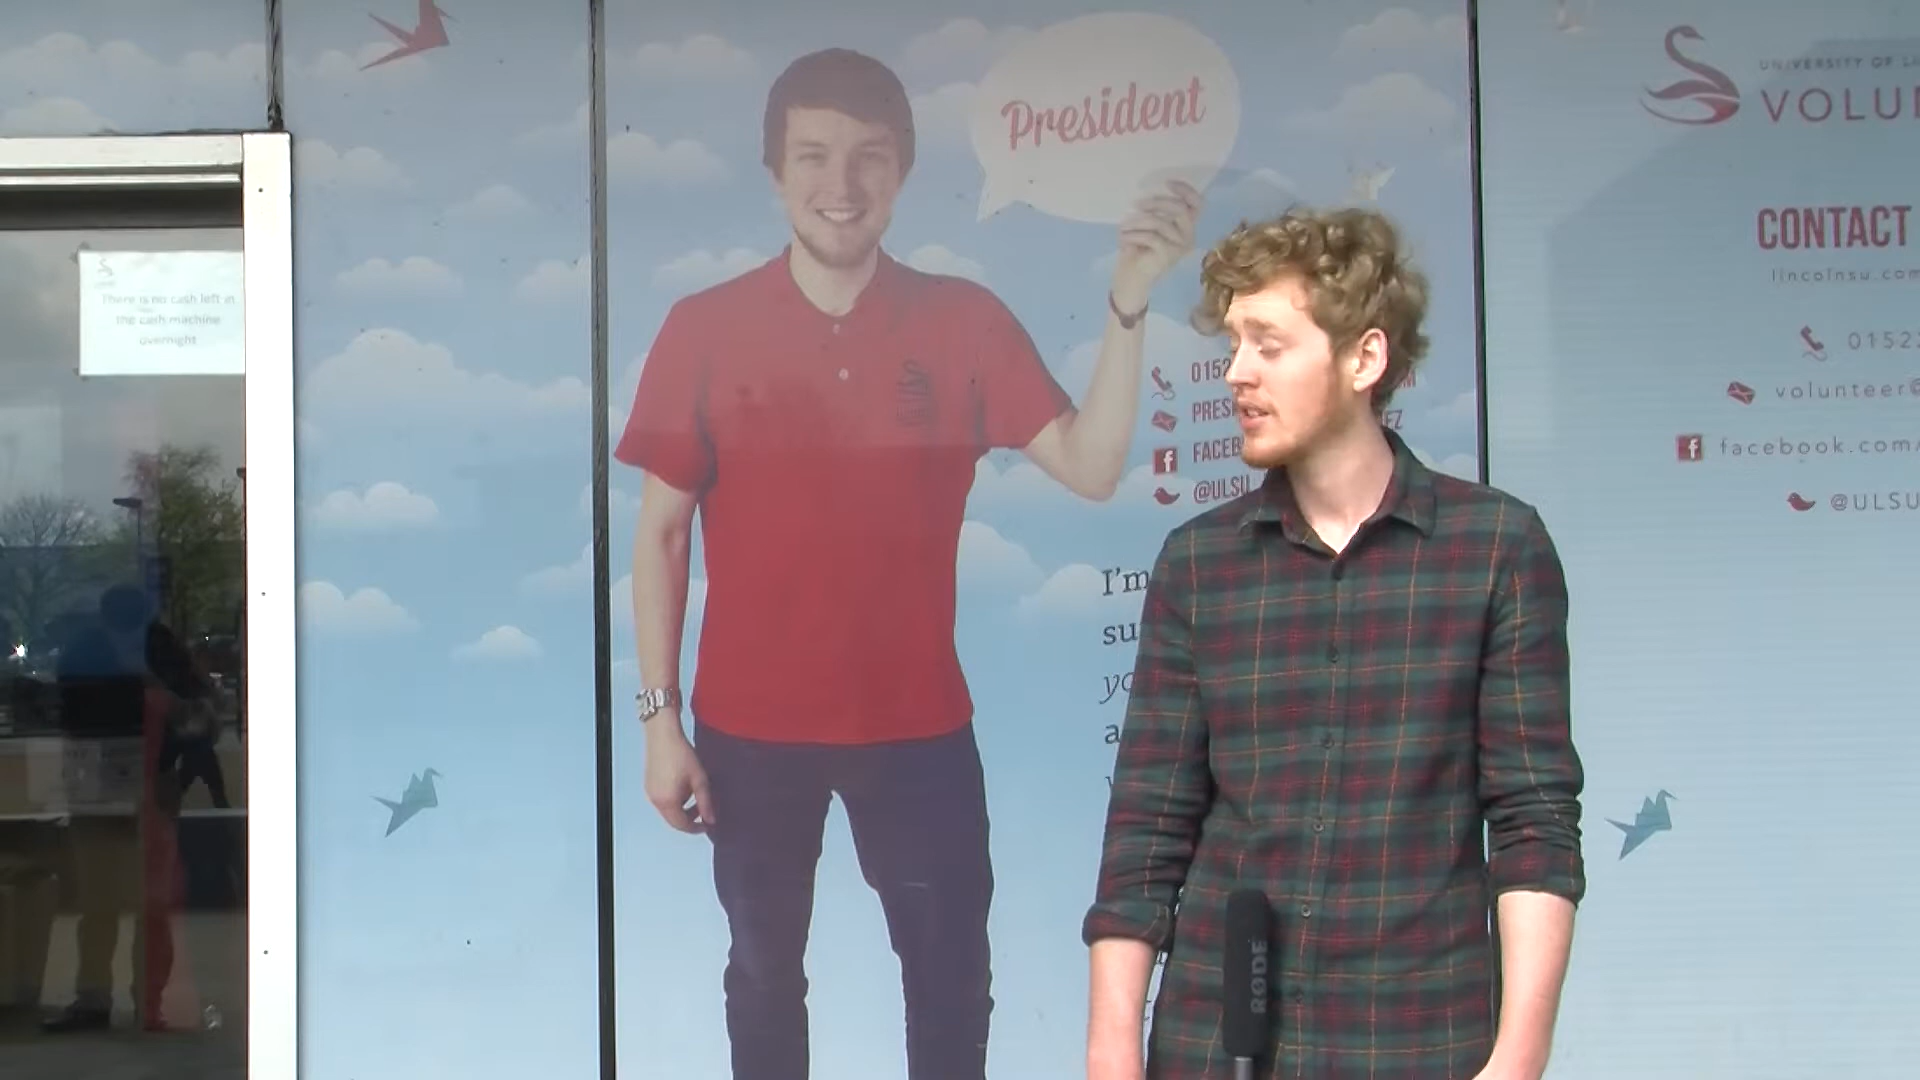 There is no cash left in
the cash machine
overnight
President
0152
PRES
FACEB
@ULSU
I'm
su
yo
a
UNIVERSITY OF LI
VOLU
CONTACT
lincolnsu.com
0152
volunteer@
facebook.com/
@ULSU
RØDE